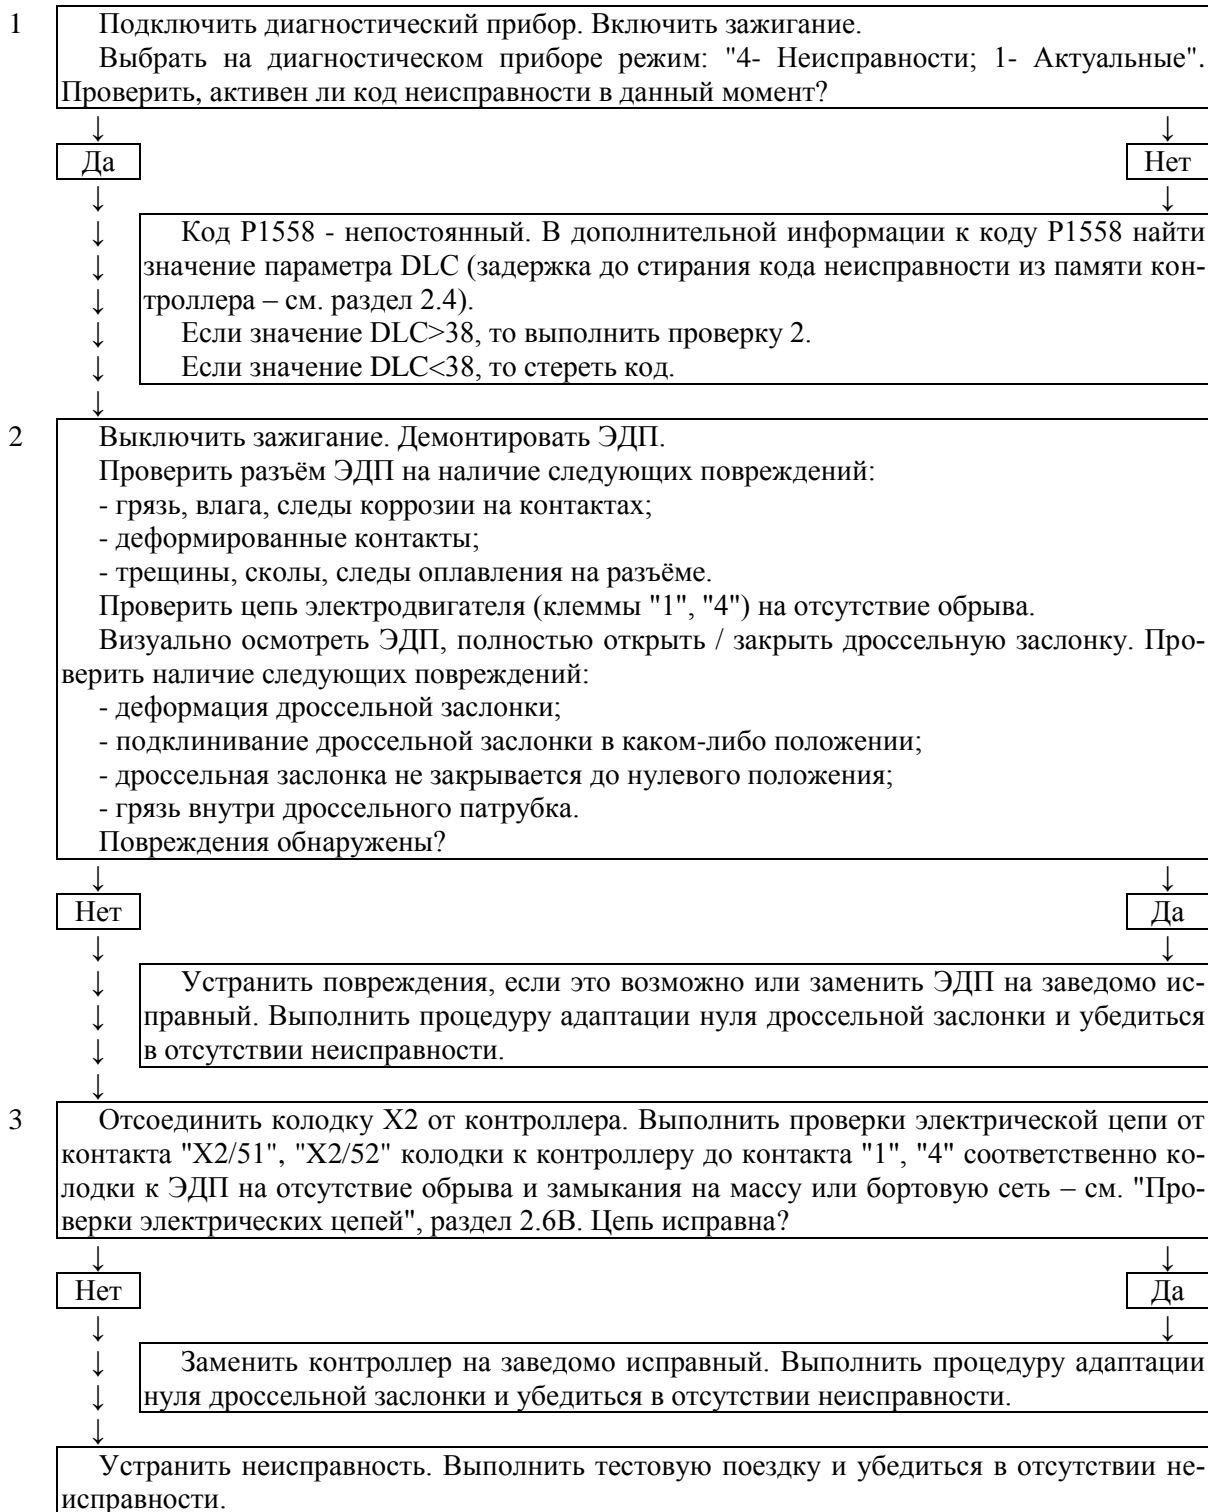 1 Подключить диагностический прибор. Включить зажигание.
Выбрать на диагностическом приборе режим: "4- Неисправности; 1- Актуальные".
Проверить, активен ли код неисправности в данный момент?
↓ ↓
Да Нет
↓ ↓
↓ Код P1558 - непостоянный. В дополнительной информации к коду P1558 найти
↓ значение параметра DLC (задержка до стирания кода неисправности из памяти кон-
↓ троллера – см. раздел 2.4).
↓ Если значение DLC>38, то выполнить проверку 2.
↓ Если значение DLC<38, то стереть код.
↓
2 Выключить зажигание. Демонтировать ЭДП.
Проверить разъём ЭДП на наличие следующих повреждений:
- грязь, влага, следы коррозии на контактах;
- деформированные контакты;
- трещины, сколы, следы оплавления на разъёме.
Проверить цепь электродвигателя (клеммы "1", "4") на отсутствие обрыва.
Визуально осмотреть ЭДП, полностью открыть / закрыть дроссельную заслонку. Про-
верить наличие следующих повреждений:
- деформация дроссельной заслонки;
- подклинивание дроссельной заслонки в каком-либо положении;
- дроссельная заслонка не закрывается до нулевого положения;
- грязь внутри дроссельного патрубка.
Повреждения обнаружены?
↓ ↓
Нет Да
↓ ↓
↓ Устранить повреждения, если это возможно или заменить ЭДП на заведомо ис-
↓ правный. Выполнить процедуру адаптации нуля дроссельной заслонки и убедиться
↓ в отсутствии неисправности.
↓
3 Отсоединить колодку X2 от контроллера. Выполнить проверки электрической цепи от
контакта "X2/51", "X2/52" колодки к контроллеру до контакта "1", "4" соответственно ко-
лодки к ЭДП на отсутствие обрыва и замыкания на массу или бортовую сеть – см. "Про-
верки электрических цепей", раздел 2.6В. Цепь исправна?
↓ ↓
Нет Да
↓ ↓
↓ Заменить контроллер на заведомо исправный. Выполнить процедуру адаптации
↓ нуля дроссельной заслонки и убедиться в отсутствии неисправности.
↓
Устранить неисправность. Выполнить тестовую поездку и убедиться в отсутствии не-
исправности.